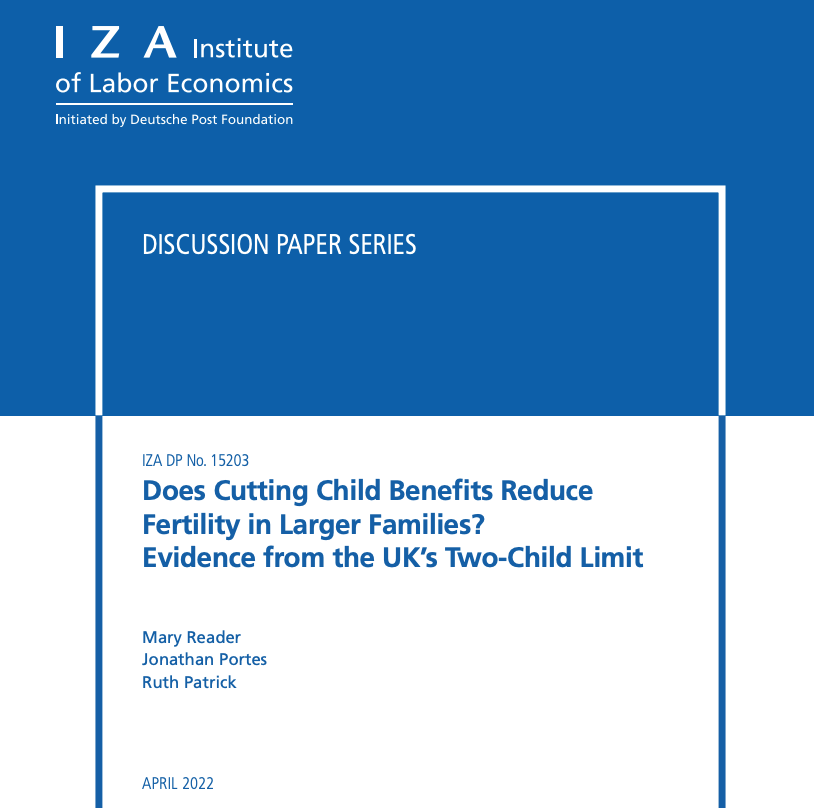 I Z A Institute
of Labor Economics
Initiated by Deutsche Post Foundation
DISCUSSION PAPER SERIES
IZA DP No. 15203
Does Cutting Child Benefits Reduce
Fertility in Larger Families?
Evidence from the UK’s Two-Child Limit
Mary Reader
Jonathan Portes
Ruth Patrick
APRIL 2022